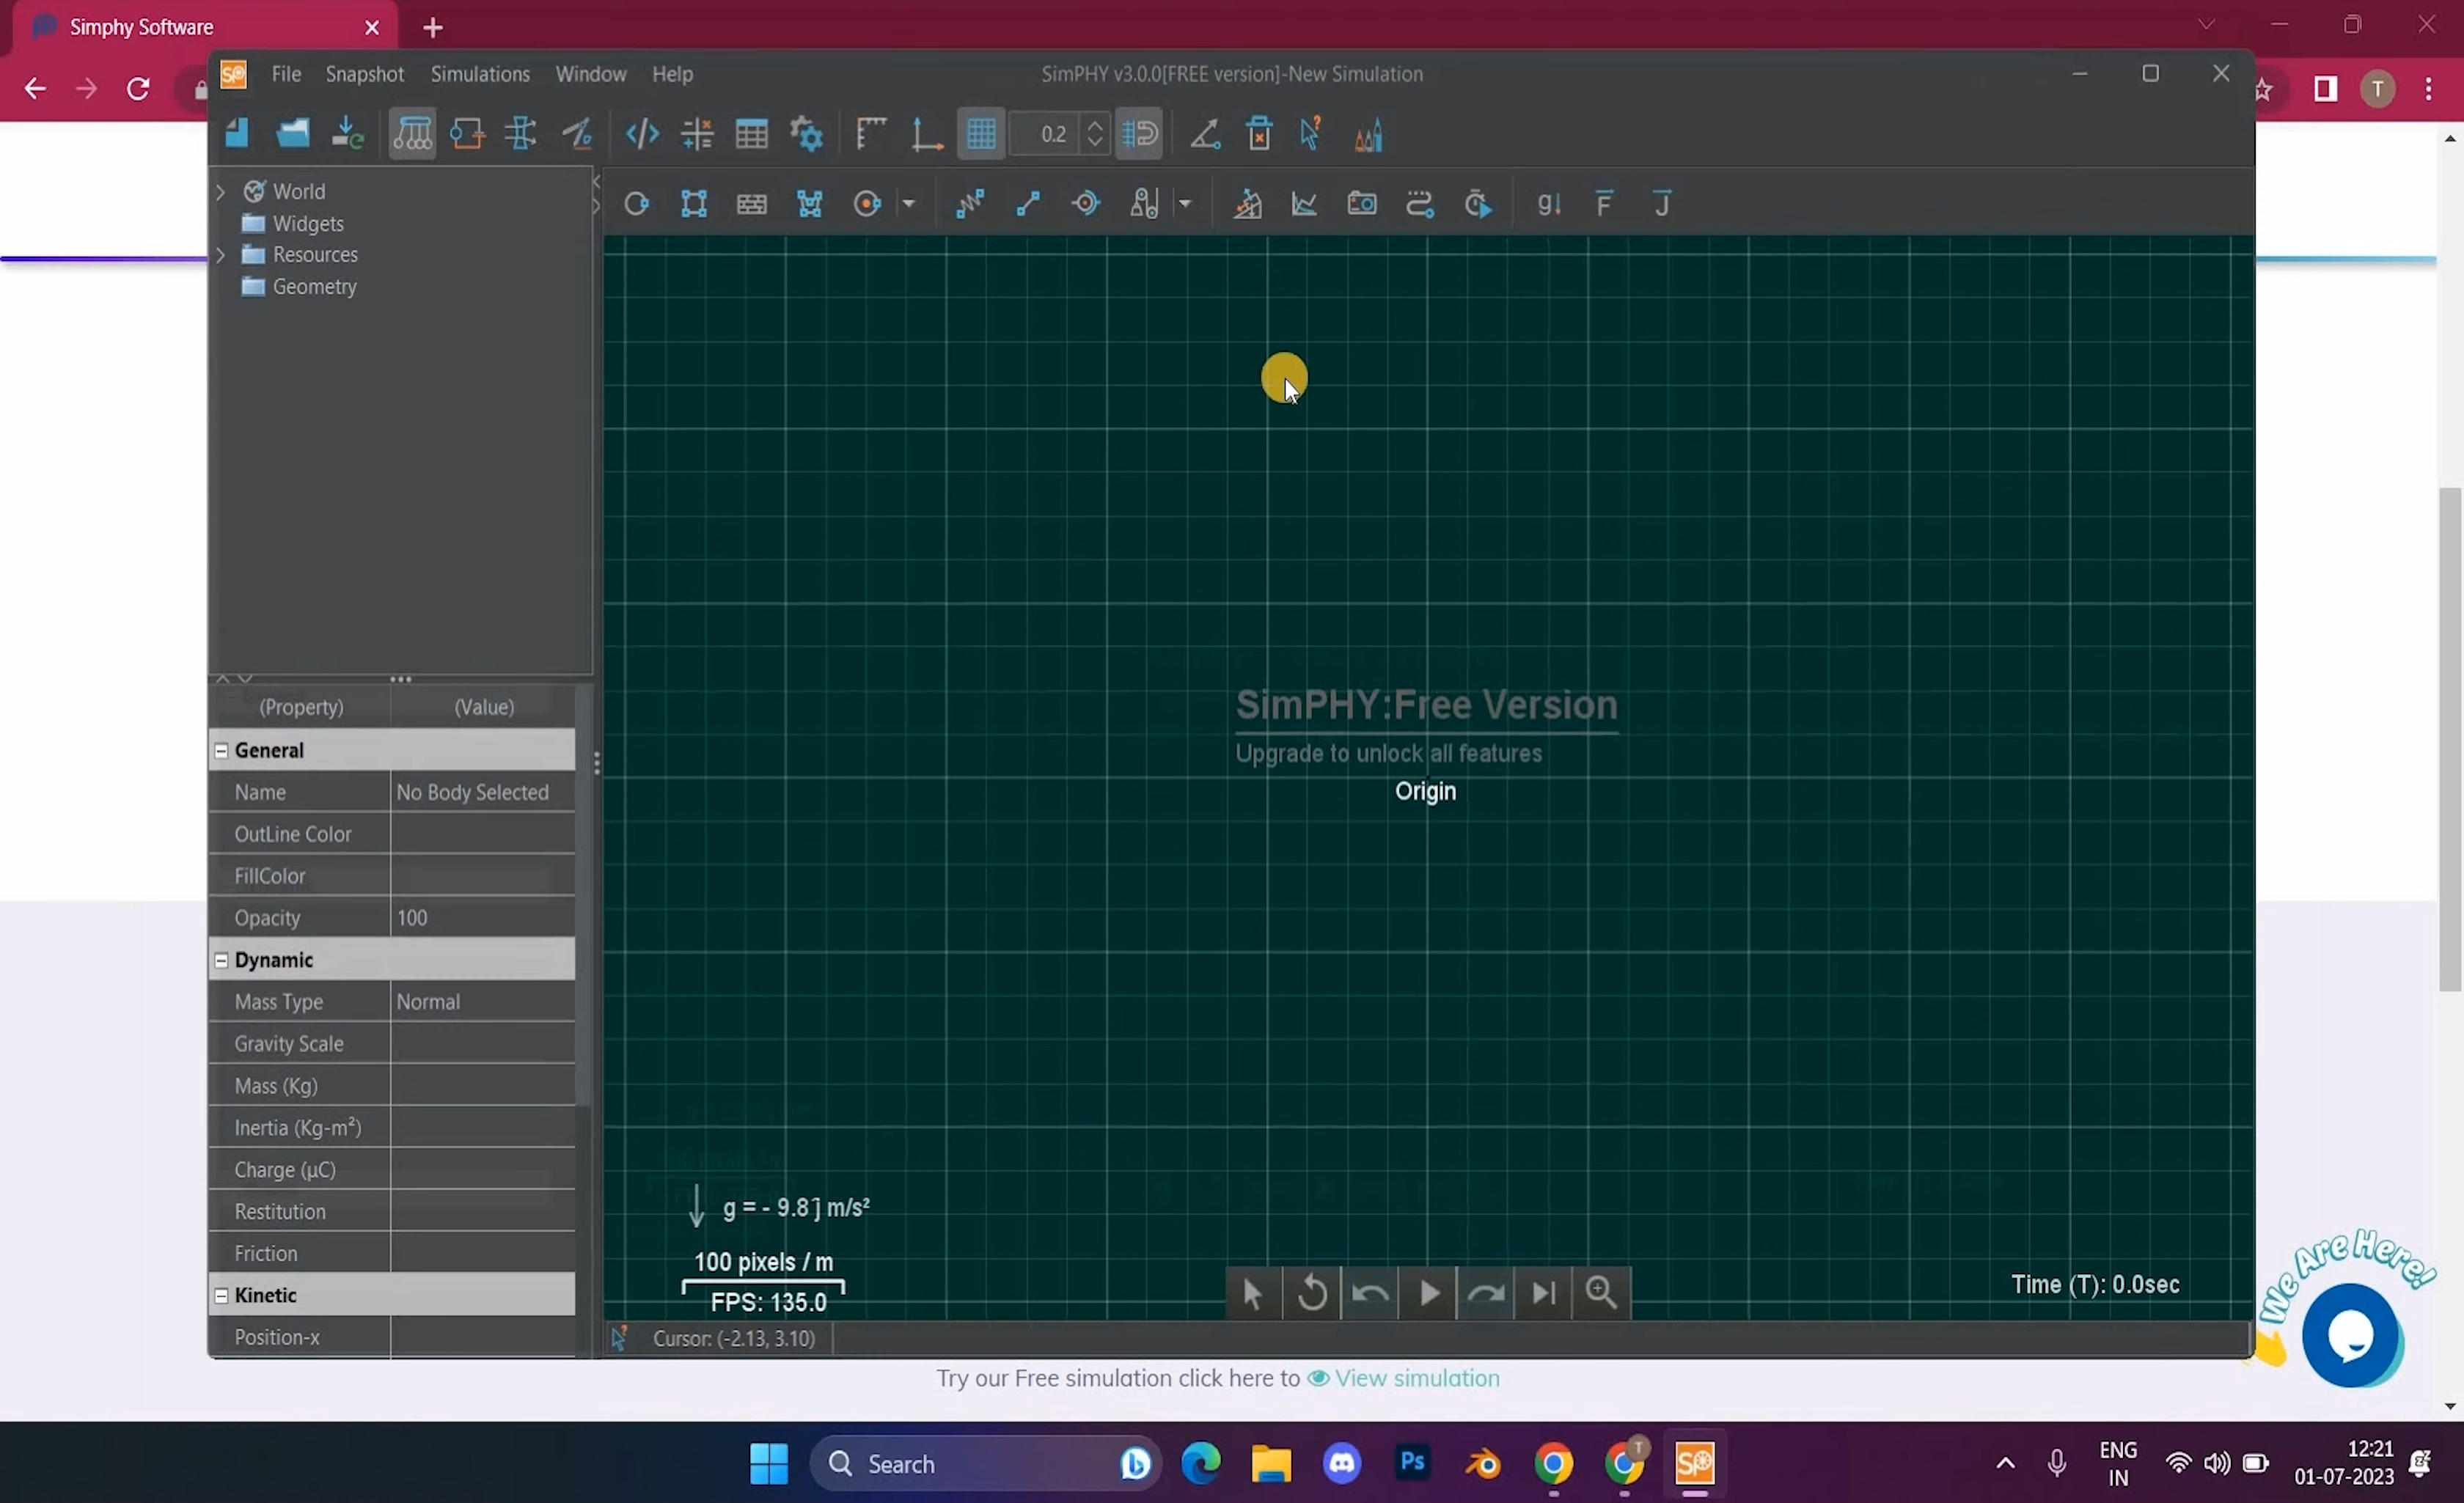 Simphy Software
File Snapshot Simulations Window Help
SimPHY v3.0.0[FREE version]-New Simulation
T
0.2
World
Widgets
Resources
Geometry
g F J
SimPHY:Free Version
Upgrade to unlock all features
Origin
(Property) (Value)
General
Name No Body Selected
OutLine Color
FillColor
Opacity 100
Dynamic
Mass Type Normal
Gravity Scale
Mass (Kg)
Inertia (Kg-m²)
Charge (µC)
Restitution
Friction
Kinetic
Position-x
g = - 9.8 ĵ m/s²
100 pixels / m
FPS: 135.0
Time (T): 0.0sec
Cursor: (-2.13, 3.10)
We Are Here!
Try our Free simulation click here to View simulation
Search
Ps
T
SP
ENG
IN
12:21
01-07-2023